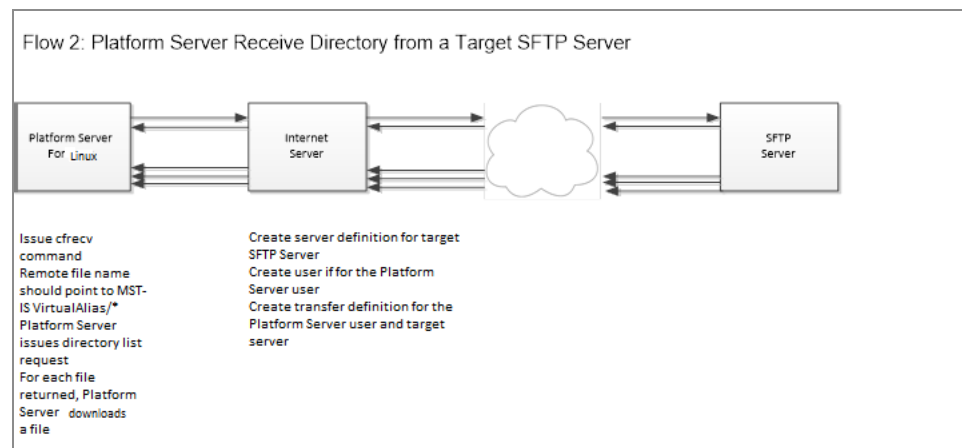 Flow 2: Platform Server Receive Directory from a Target SFTP Server
Platform Server
For Linux
Internet
Server
SFTP
Server
Issue cfrecv
command
Remote file name
should point to MST-
IS VirtualAlias/*
Platform Server
issues directory list
request
For each file
returned, Platform
Server downloads
a file
Create server definition for target
SFTP Server
Create user if for the Platform
Server user
Create transfer definition for the
Platform Server user and target
server